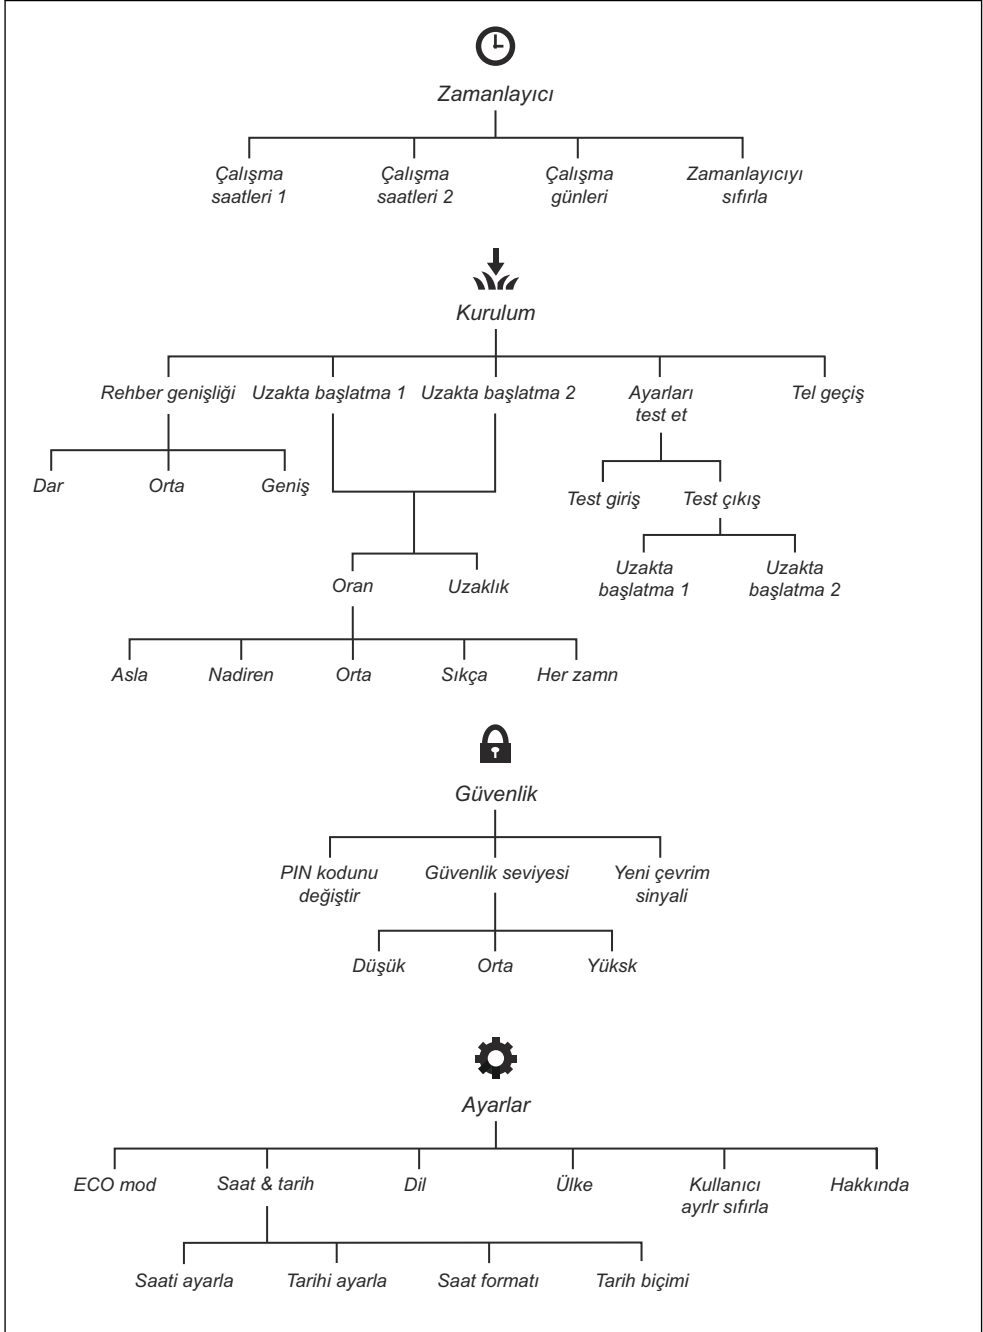 Zamanlayıcı
Çalışma Çalışma Çalışma Zamanlayıcıyı
saatleri 1 saatleri 2 günleri sıfırla
Kurulum
Rehber genişliği Uzakta başlatma 1 Uzakta başlatma 2 Ayarları Tel geçiş
test et
Dar Orta Geniş Test giriş Test çıkış
Oran Uzaklık Uzakta Uzakta
başlatma 1 başlatma 2
Asla Nadiren Orta Sıkça Her zamn
Güvenlik
PIN kodunu Güvenlik seviyesi Yeni çevrim
değiştir sinyali
Düşük Orta Yüksk
Ayarlar
ECO mod Saat & tarih Dil Ülke Kullanıcı Hakkında
ayrlr sıfırla
Saati ayarla Tarihi ayarla Saat formatı Tarih biçimi